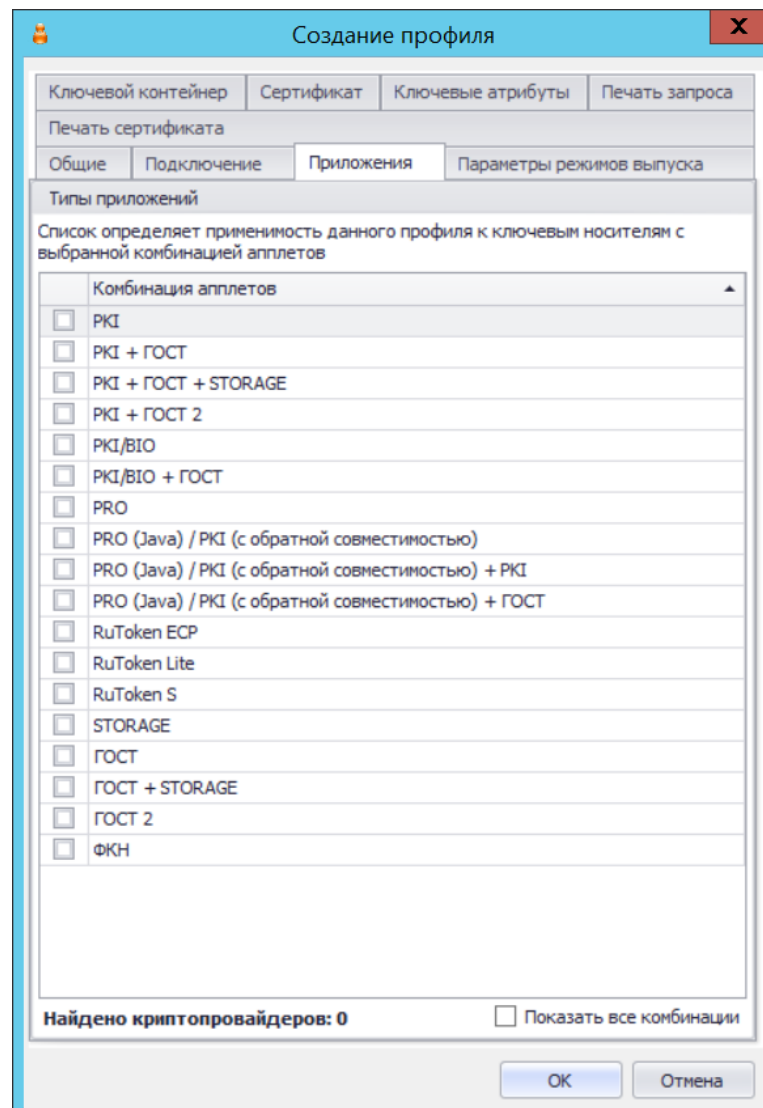 Создание профиля
X
Ключевой контейнер
Сертификат
Ключевые атрибуты
Печать запроса
Печать сертификата
Общие
Подключение
Приложения
Параметры режимов выпуска
Типы приложений
Список определяет применимость данного профиля к ключевым носителям с
выбранной комбинацией апплетов
Комбинация апплетов
PKI
PKI + ГОСТ
PKI + ГОСТ + STORAGE
PKI + ГОСТ 2
PKI/BIO
PKI/BIO + ГОСТ
PRO
PRO (Java) / PKI (с обратной совместимостью)
PRO (Java) / PKI (с обратной совместимостью) + PKI
PRO (Java) / PKI (с обратной совместимостью) + ГОСТ
RuToken ECP
RuToken Lite
RuToken S
STORAGE
ГОСТ
ГОСТ + STORAGE
ГОСТ 2
ФКН
Найдено криптопровайдеров: 0
Показать все комбинации
OK
Отмена